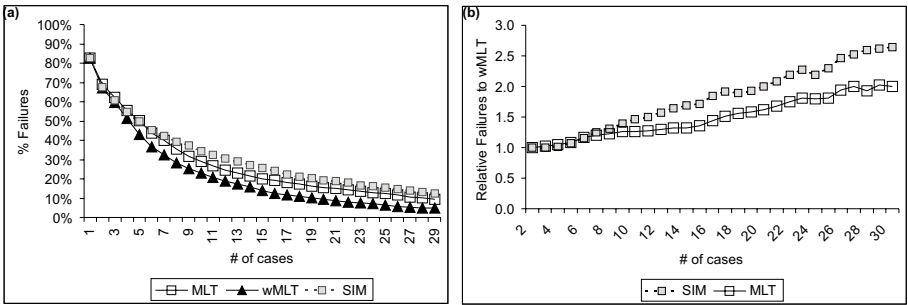 (a)
100%
90%
80%
70%
60%
50%
40%
30%
20%
10%
0%
% Failures
1 3 5 7 9 11 13 15 17 19 21 23 25 27 29
# of cases
MLT wMLT SIM
(b)
3.0
2.5
2.0
1.5
1.0
0.5
0.0
Relative Failures to wMLT
2 4 6 8 10 12 14 16 18 20 22 24 26 28 30
# of cases
SIM MLT